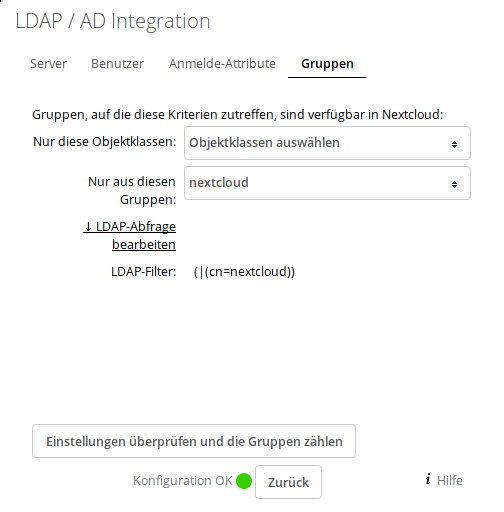 LDAP / AD Integration
Server Benutzer Anmelde-Attribute Gruppen
Gruppen, auf die diese Kriterien zutreffen, sind verfügbar in Nextcloud:
Nur diese Objektklassen: Objektklassen auswählen
Nur aus diesen nextcloud
Gruppen:
↓ LDAP-Abfrage
bearbeiten
LDAP-Filter: (|(cn=nextcloud))
Einstellungen überprüfen und die Gruppen zählen
Konfiguration OK Zurück i Hilfe